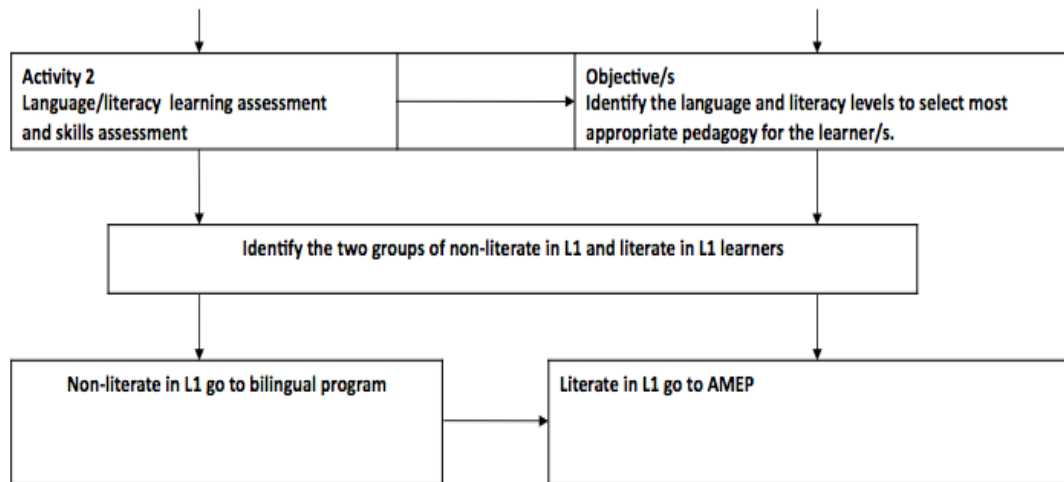 Activity 2
Language/literacy learning assessment
and skills assessment
Objective/s
Identify the language and literacy levels to select most
appropriate pedagogy for the learner/s.
Identify the two groups of non-literate in L1 and literate in L1 learners
Non-literate in L1 go to bilingual program
Literate in L1 go to AMEP